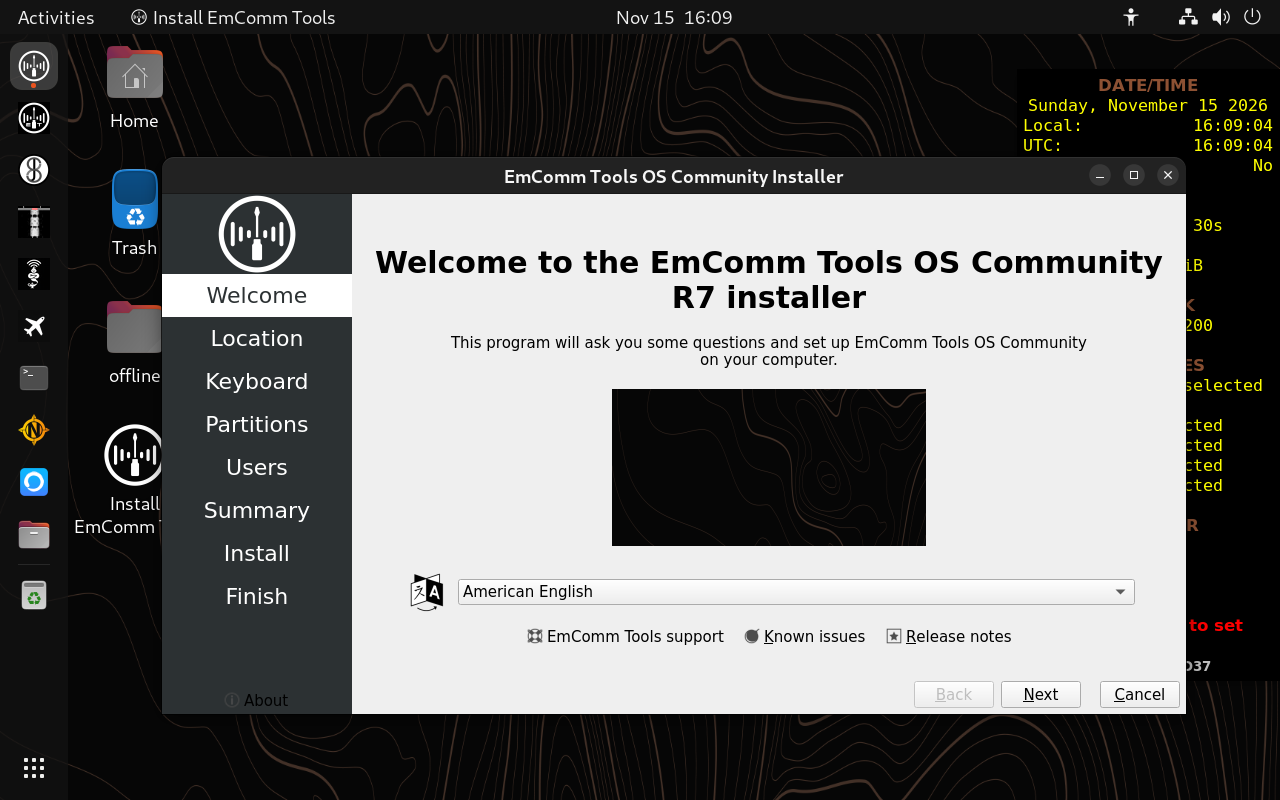 Activities
Install EmComm Tools
Nov 15 16:09
Home
Trash
offline
Install
EmComm
DATE/TIME
Sunday, November 15 2026
Local: 16:09:04
UTC: 16:09:04
No
30s
iB
200
selected
cted
cted
cted
cted
to set
EmComm Tools OS Community Installer
Welcome
Location
Keyboard
Partitions
Users
Summary
Install
Finish
About
Welcome to the EmComm Tools OS Community
R7 installer
This program will ask you some questions and set up EmComm Tools OS Community
on your computer.
American English
EmComm Tools support
Known issues
Release notes
Back
Next
Cancel